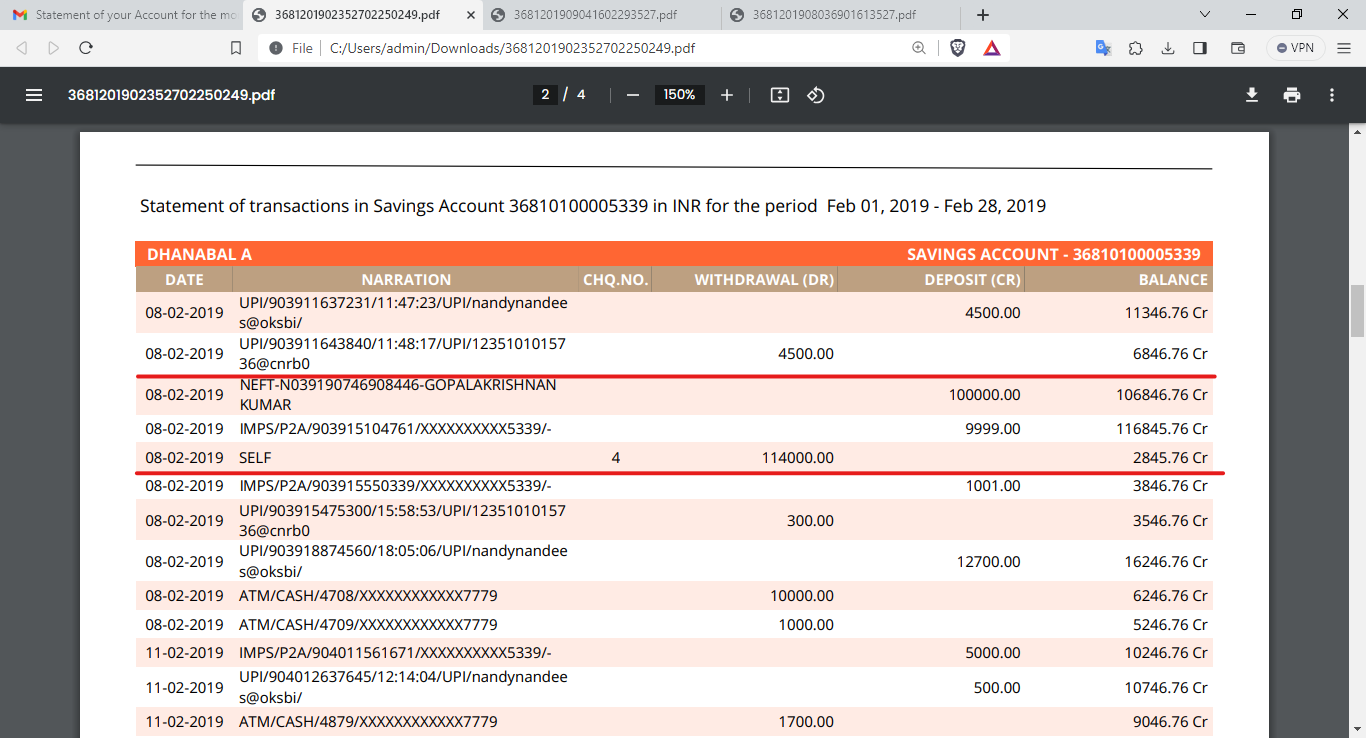 Statement of your Account for the mo
3681201902352702250249.pdf
3681201909041602293527.pdf
3681201908036901613527.pdf
File C:/Users/admin/Downloads/3681201902352702250249.pdf
VPN
3681201902352702250249.pdf 2 / 4 150%
Statement of transactions in Savings Account 36810100005339 in INR for the period Feb 01, 2019 - Feb 28, 2019
DHANABAL A SAVINGS ACCOUNT - 36810100005339
DATE NARRATION CHQ.NO. WITHDRAWAL (DR) DEPOSIT (CR) BALANCE
UPI/903911637231/11:47:23/UPI/nandynandee
08-02-2019 4500.00 11346.76 Cr
s@oksbi/
UPI/903911643840/11:48:17/UPI/12351010157
08-02-2019 4500.00 6846.76 Cr
36@cnrb0
NEFT-N039190746908446-GOPALAKRISHNAN
08-02-2019 100000.00 106846.76 Cr
KUMAR
08-02-2019 IMPS/P2A/903915104761/XXXXXXXXXX5339/- 9999.00 116845.76 Cr
08-02-2019 SELF 4 114000.00 2845.76 Cr
08-02-2019 IMPS/P2A/903915550339/XXXXXXXXXX5339/- 1001.00 3846.76 Cr
UPI/903915475300/15:58:53/UPI/12351010157
08-02-2019 300.00 3546.76 Cr
36@cnrb0
UPI/903918874560/18:05:06/UPI/nandynandee
08-02-2019 12700.00 16246.76 Cr
s@oksbi/
08-02-2019 ATM/CASH/4708/XXXXXXXXXXXX7779 10000.00 6246.76 Cr
08-02-2019 ATM/CASH/4709/XXXXXXXXXXXX7779 1000.00 5246.76 Cr
11-02-2019 IMPS/P2A/904011561671/XXXXXXXXXX5339/- 5000.00 10246.76 Cr
UPI/904012637645/12:14:04/UPI/nandynandee
11-02-2019 500.00 10746.76 Cr
s@oksbi/
11-02-2019 ATM/CASH/4879/XXXXXXXXXXXX7779 1700.00 9046.76 Cr